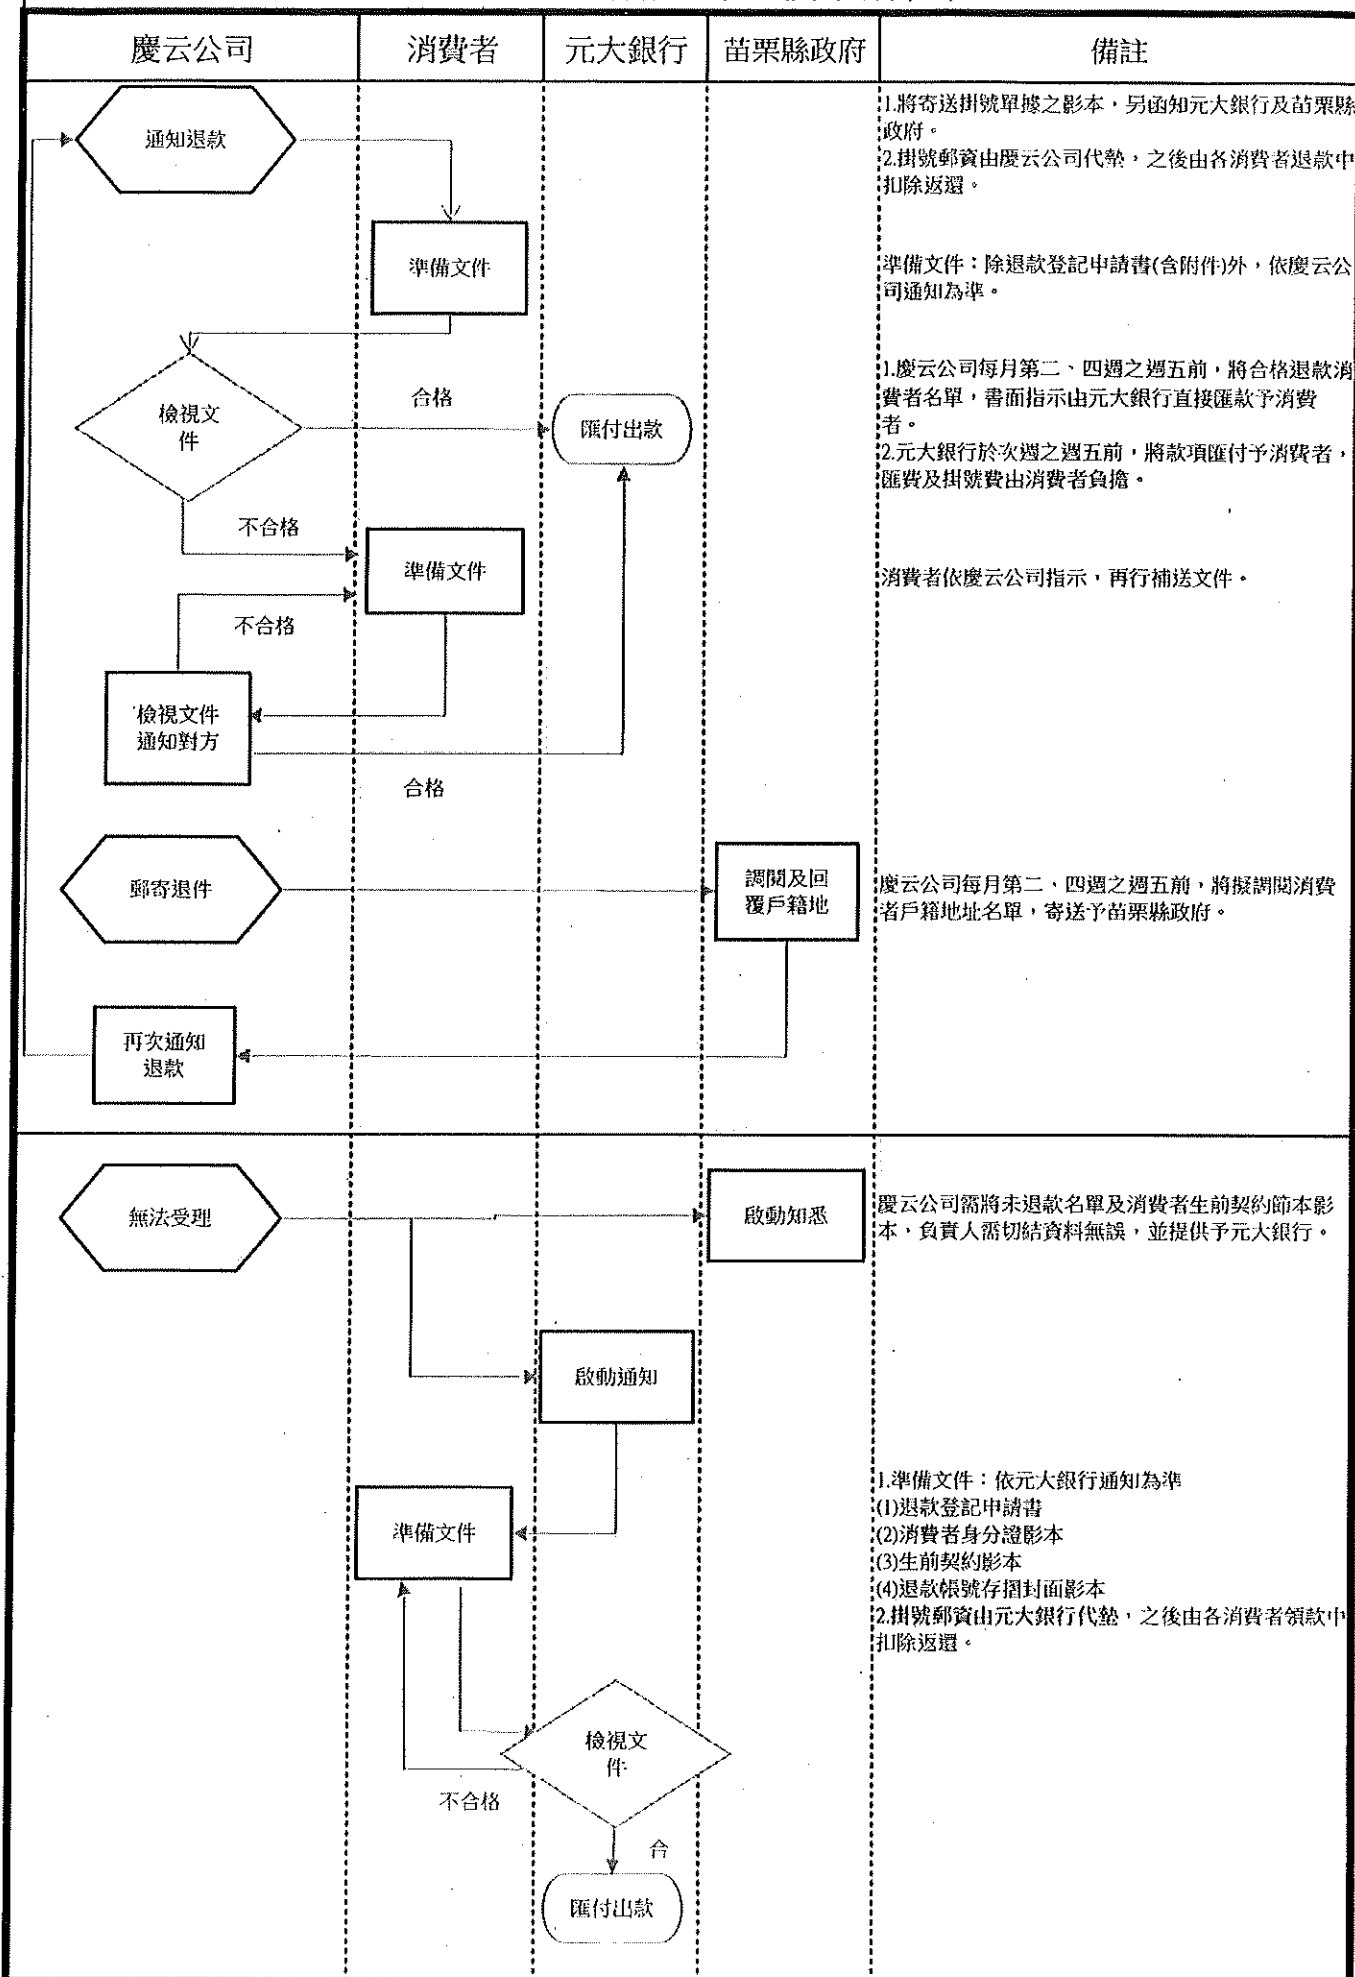 慶云公司
消費者
元大銀行
苗栗縣政府
備註
通知退款
1.將寄送掛號單據之影本，另函知元大銀行及苗栗縣
政府。
2.掛號郵資由慶云公司代墊，之後由各消費者退款中
扣除返還。
準備文件
準備文件：除退款登記申請書(含附件)外，依慶云公
司通知為準。
檢視文
件
合格
匯付出款
1.慶云公司每月第二、四週之週五前，將合格退款消
費者名單，書面指示由元大銀行直接匯款予消費
者。
2.元大銀行於次週之週五前，將款項匯付予消費者，
匯費及掛號費由消費者負擔。
不合格
準備文件
消費者依慶云公司指示，再行補送文件。
不合格
檢視文件
通知對方
合格
郵寄退件
調閱及回
覆戶籍地
慶云公司每月第二、四週之週五前，將擬調閱消費
者戶籍地址名單，寄送予苗栗縣政府。
再次通知
退款
無法受理
啟動知悉
慶云公司需將未退款名單及消費者生前契約節本影
本，負責人需切結資料無誤，並提供予元大銀行。
啟動通知
準備文件
1.準備文件：依元大銀行通知為準
(1)退款登記申請書
(2)消費者身分證影本
(3)生前契約影本
(4)退款帳號存摺封面影本
2.掛號郵資由元大銀行代墊，之後由各消費者領款中
扣除返還。
檢視文
件
不合格
合
匯付出款